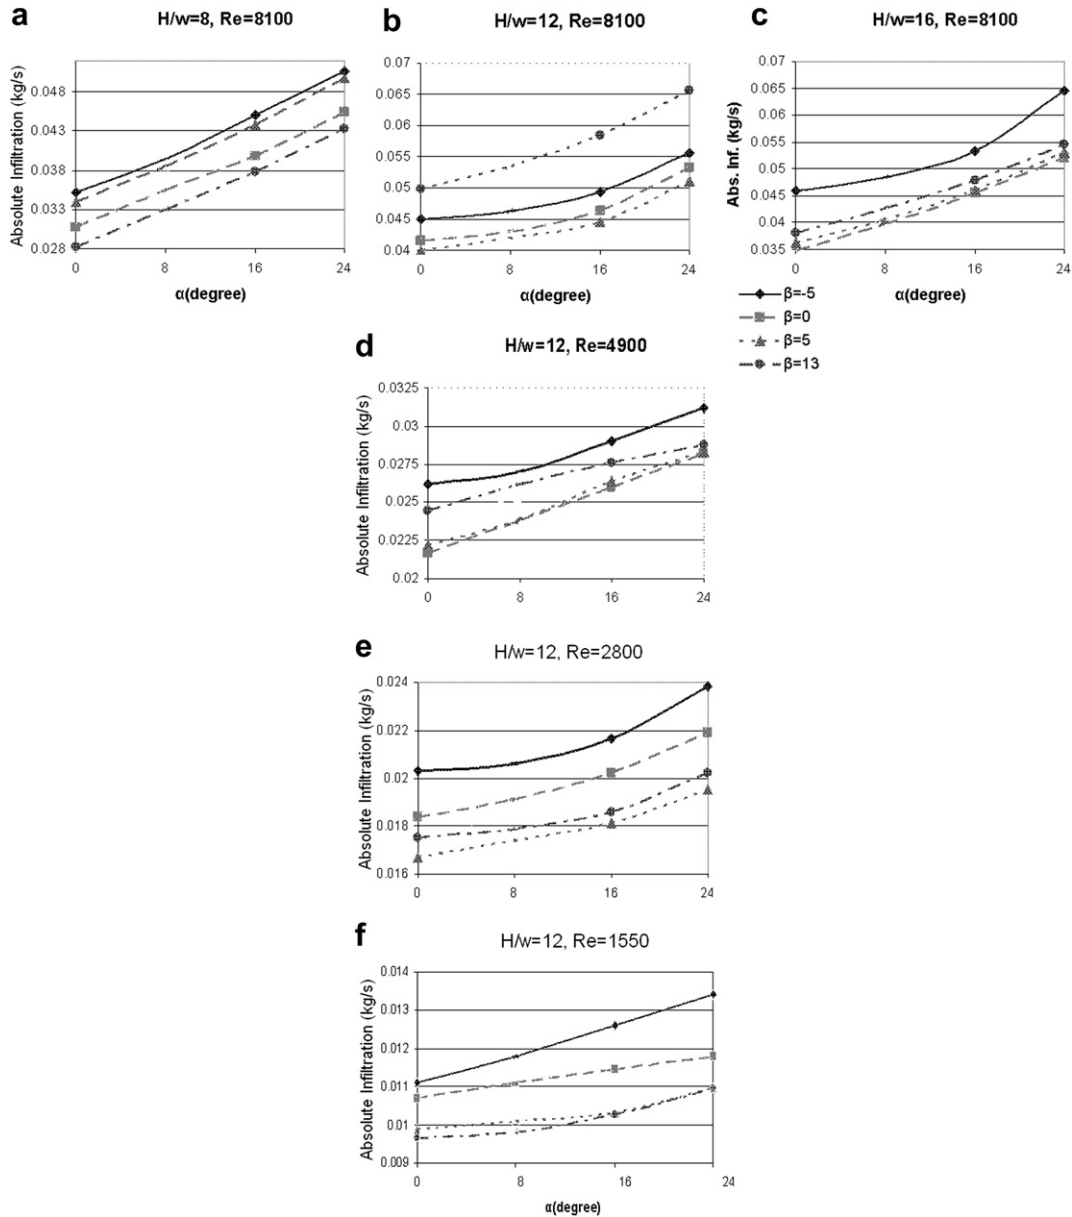 a
H/w=8, Re=8100
Absolute Infiltration (kg/s)
0.048
0.043
0.038
0.033
0.028
0 8 16 24
α(degree)
b
H/w=12, Re=8100
Absolute Infiltration (kg/s)
0.07
0.065
0.06
0.055
0.05
0.045
0.04
0 8 16 24
α(degree)
c
H/w=16, Re=8100
Abs. Inf. (kg/s)
0.07
0.065
0.06
0.055
0.05
0.045
0.04
0.035
0 8 16 24
α(degree)
β=-5
β=0
β=5
β=13
d
H/w=12, Re=4900
Absolute Infiltration (kg/s)
0.0325
0.03
0.0275
0.025
0.0225
0.02
0 8 16 24
e
H/w=12, Re=2800
Absolute Infiltration (kg/s)
0.024
0.022
0.02
0.018
0.016
0 8 16 24
f
H/w=12, Re=1550
Absolute Infiltration (kg/s)
0.014
0.013
0.012
0.011
0.01
0.009
0 8 16 24
α(degree)